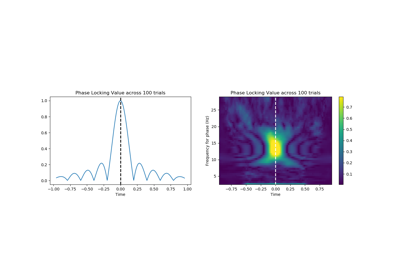 Phase Locking Value across 100 trials
1.0
0.8
0.6
0.4
0.2
0.0
−1.00 −0.75 −0.50 −0.25 0.00 0.25 0.50 0.75 1.00
Time
Phase Locking Value across 100 trials
Frequency for phase (Hz)
25
20
15
10
5
−0.75 −0.50 −0.25 0.00 0.25 0.50 0.75
Time
0.7
0.6
0.5
0.4
0.3
0.2
0.1